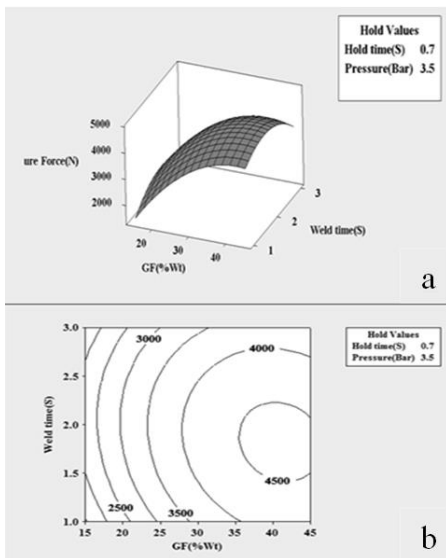 Hold Values
Hold time(S) 0.7
Pressure(Bar) 3.5
5000
4000
3000
2000
ure Force(N)
20
30
40
GF(%Wt)
1
2
3
Weld time(S)
a
3.0
2.5
2.0
1.5
1.0
Weld time(S)
3000
4000
4500
2500
3500
15
20
25
30
35
40
45
GF(%Wt)
Hold Values
Hold time(S) 0.7
Pressure(Bar) 3.5
b